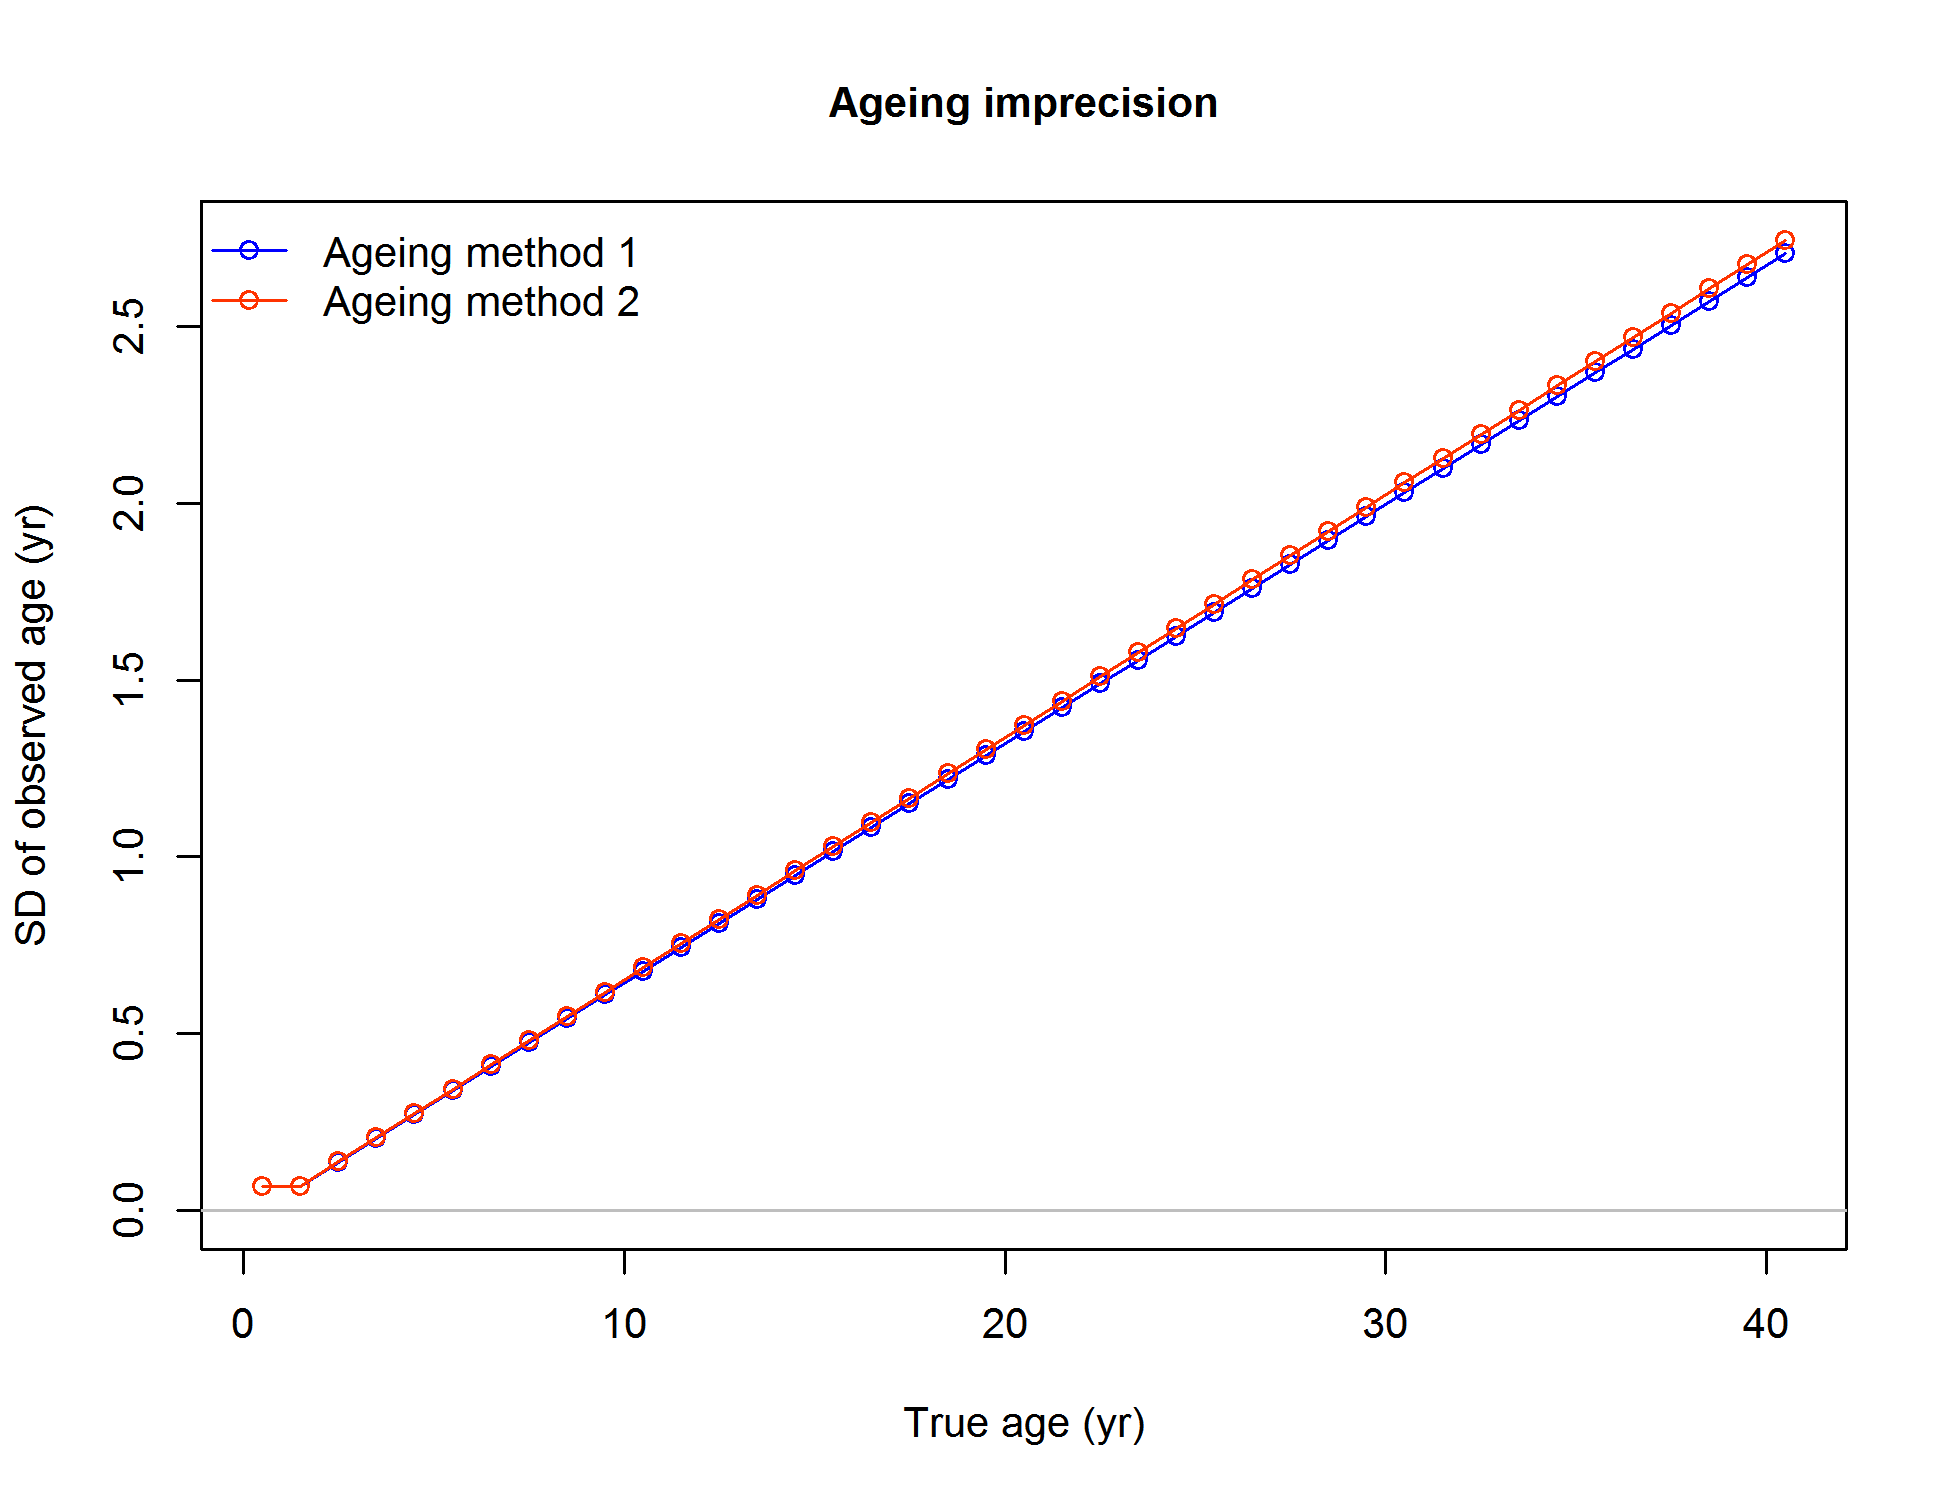 Ageing imprecision
Ageing method 1
Ageing method 2
SD of observed age (yr)
2.5
2.0
1.5
1.0
0.5
0.0
0 10 20 30 40
True age (yr)